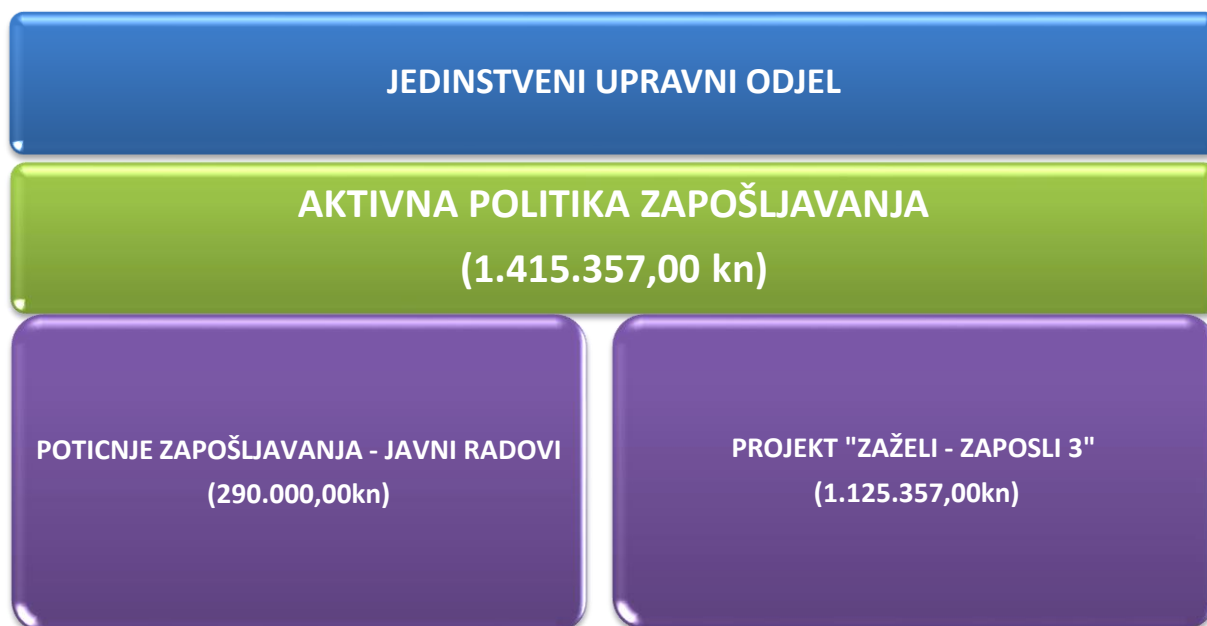 JEDINSTVENI UPRAVNI ODJEL
AKTIVNA POLITIKA ZAPOŠLJAVANJA
(1.415.357,00 kn)
POTICNJE ZAPOŠLJAVANJA - JAVNI RADOVI
(290.000,00kn)
PROJEKT "ZAŽELI - ZAPOSLI 3"
(1.125.357,00kn)